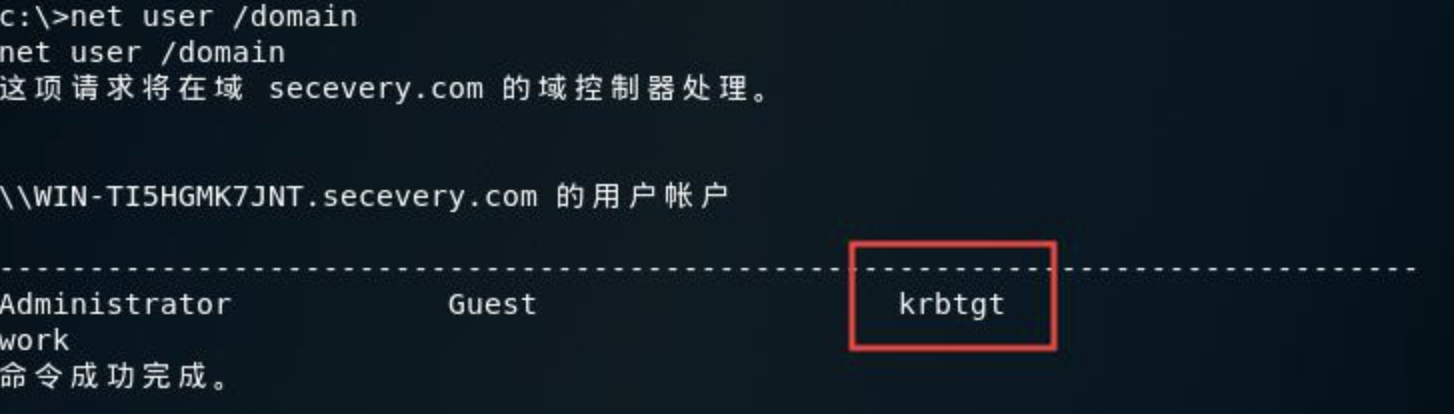 c:\>net user /domain
net user /domain
这项请求将在域 secevery.com 的域控制器处理。
\\WIN-TI5HGMK7JNT.secevery.com 的用户帐户
-------------------------------------------------------------------------------
Administrator            Guest                    krbtgt
work
命令成功完成。